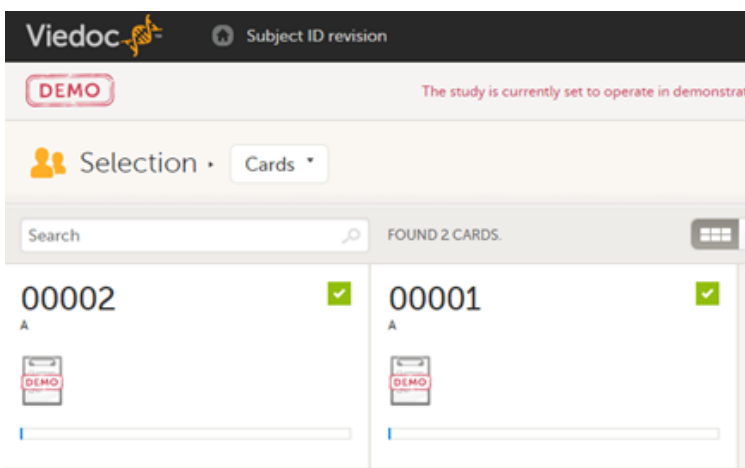 Viedoc Subject ID revision
DEMO The study is currently set to operate in demonstrat
Selection Cards
Search FOUND 2 CARDS.
00002 00001
A A
DEMO DEMO